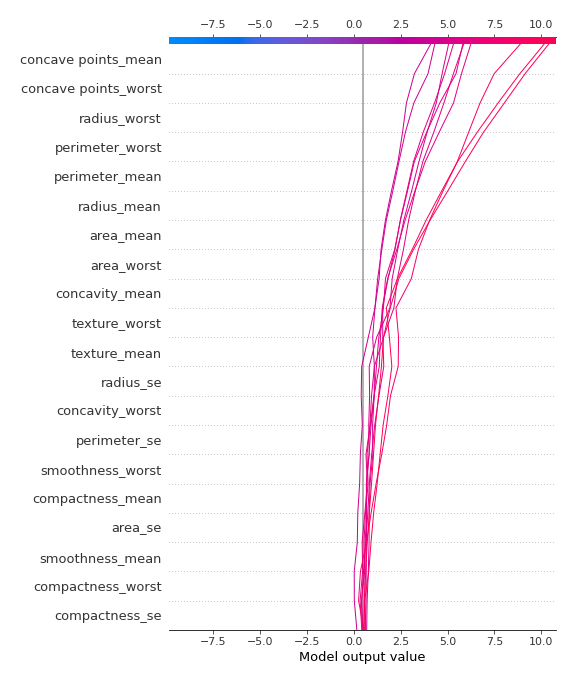 −7.5 −5.0 −2.5 0.0 2.5 5.0 7.5 10.0
concave points_mean
concave points_worst
radius_worst
perimeter_worst
perimeter_mean
radius_mean
area_mean
area_worst
concavity_mean
texture_worst
texture_mean
radius_se
concavity_worst
perimeter_se
smoothness_worst
compactness_mean
area_se
smoothness_mean
compactness_worst
compactness_se
−7.5 −5.0 −2.5 0.0 2.5 5.0 7.5 10.0
Model output value